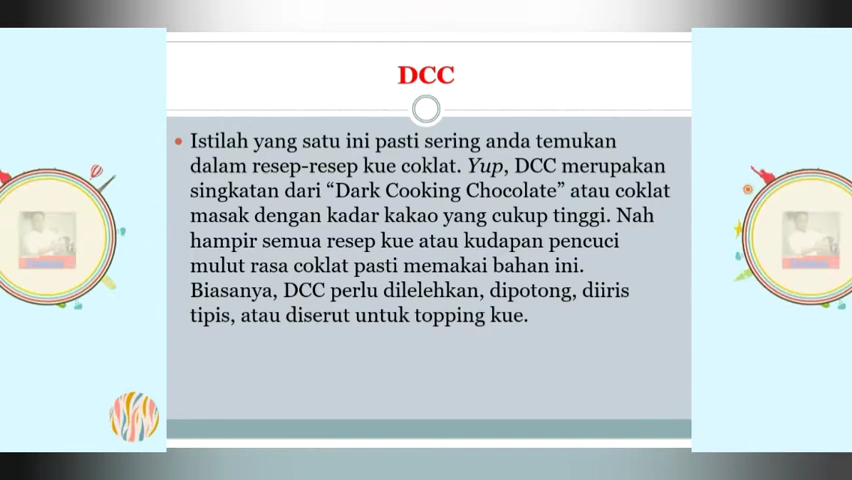 DCC
Istilah yang satu ini pasti sering anda temukan
dalam resep-resep kue coklat. Yup, DCC merupakan
singkatan dari “Dark Cooking Chocolate” atau coklat
masak dengan kadar kakao yang cukup tinggi. Nah
hampir semua resep kue atau kudapan pencuci
mulut rasa coklat pasti memakai bahan ini.
Biasanya, DCC perlu dilelehkan, dipotong, diiris
tipis, atau diserut untuk topping kue.